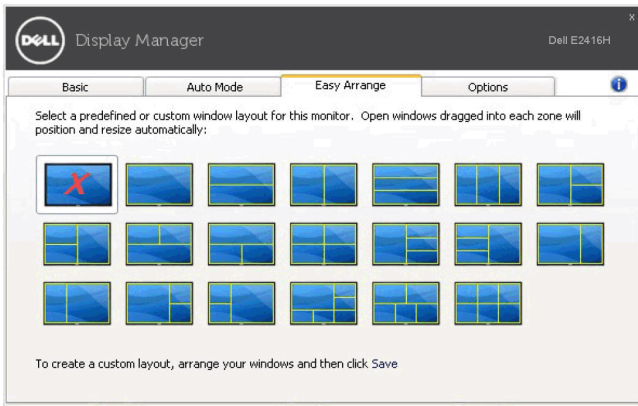 x
DELL Display Manager
Dell E2416H
Basic Auto Mode Easy Arrange Options i
Select a predefined or custom window layout for this monitor. Open windows dragged into each zone will
position and resize automatically:
X
To create a custom layout, arrange your windows and then click Save